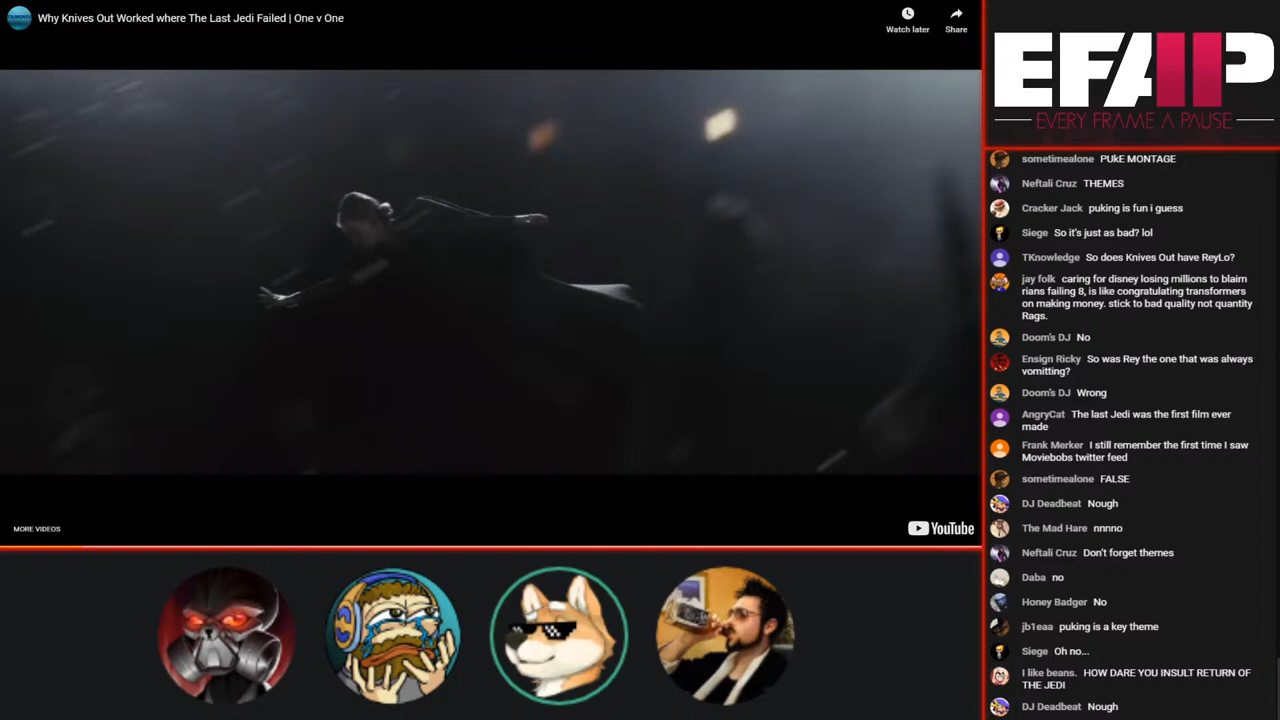 Why Knives Out Worked where The Last Jedi Failed | One v One
Watch later
Share
EFAP
EVERY FRAME A PAUSE
sometimealone PUkE MONTAGE
Neftali Cruz THEMES
Cracker Jack puking is fun i guess
Siege So it's just as bad? lol
TKnowledge So does Knives Out have ReyLo?
jay folk caring for disney losing millions to blaim
rians failing 8, is like congratulating transformers
on making money. stick to bad quality not quantity
Rags.
Doom's DJ No
Ensign Ricky So was Rey the one that was always
vomitting?
Doom's DJ Wrong
AngryCat The last Jedi was the first film ever
made
Frank Merker I still remember the first time I saw
Moviebobs twitter feed
sometimealone FALSE
DJ Deadbeat Nough
The Mad Hare nnnno
Neftali Cruz Don't forget themes
Daba no
Honey Badger No
jb1eaa puking is a key theme
Siege Oh no...
I like beans. HOW DARE YOU INSULT RETURN OF
THE JEDI
DJ Deadbeat Nough
MORE VIDEOS
YouTube